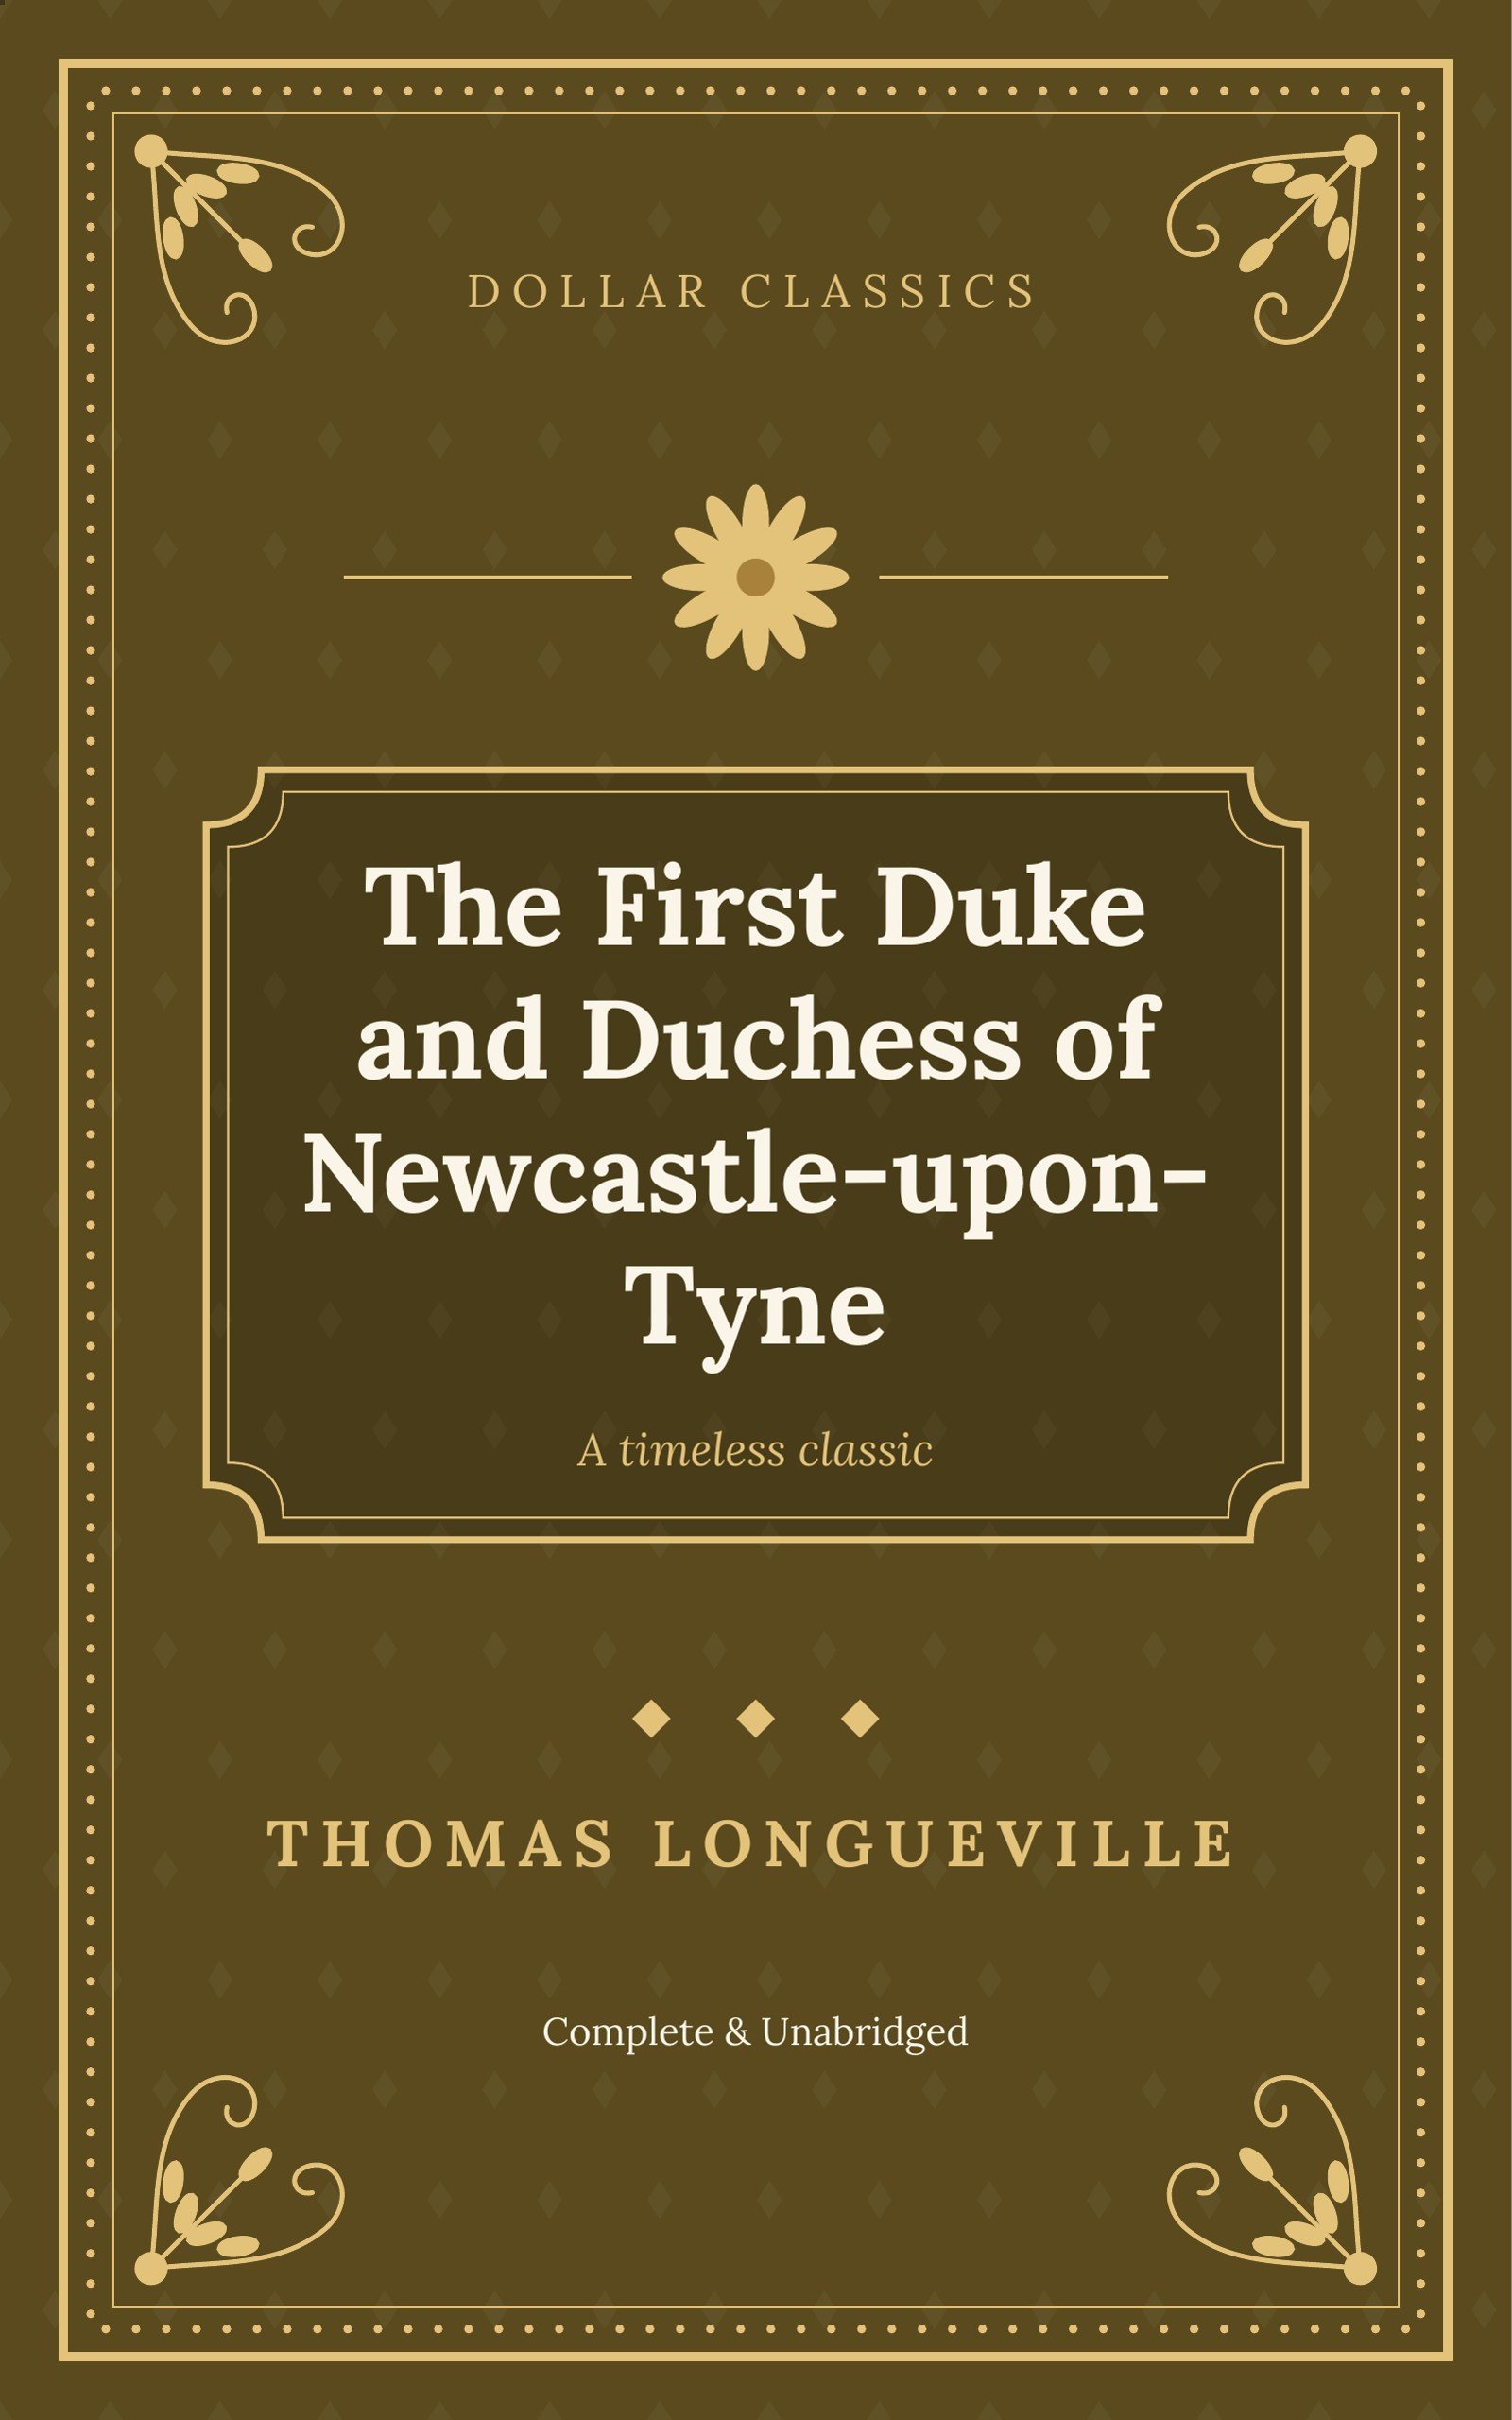 DOLLAR CLASSICS
The First Duke
and Duchess of
Newcastle-upon-
Tyne
A timeless classic
THOMAS LONGUEVILLE
Complete & Unabridged